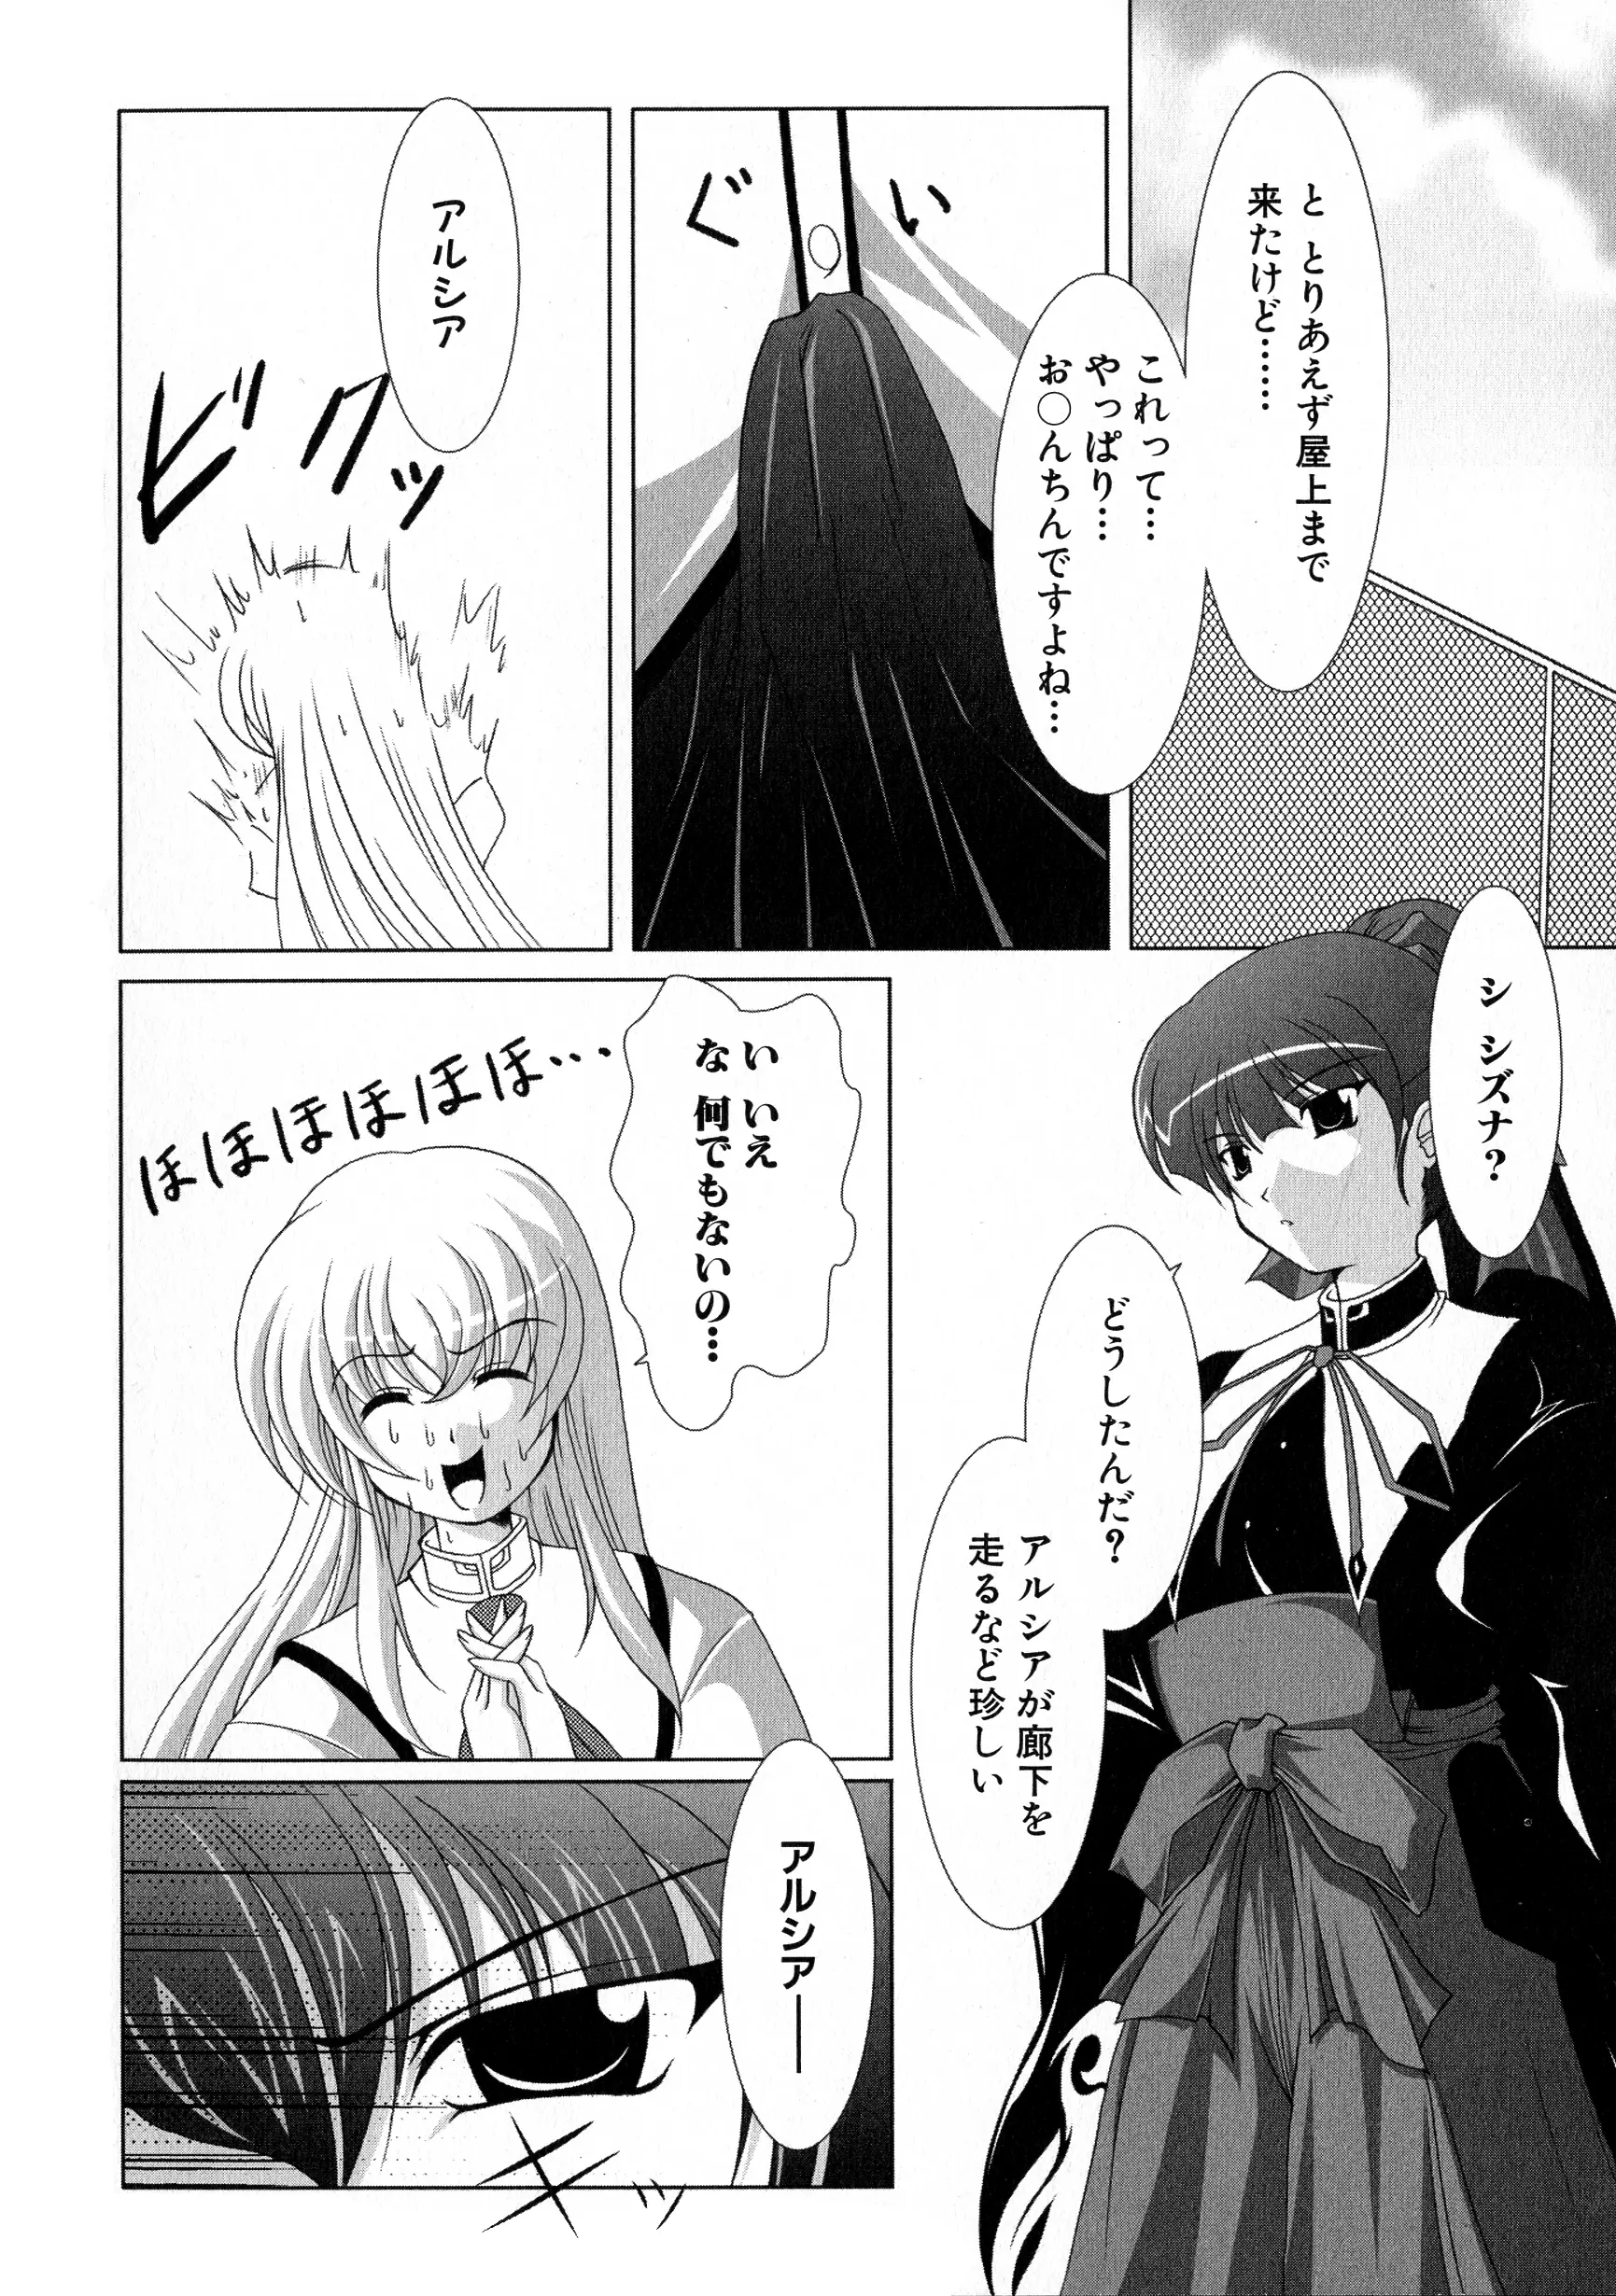 と とりあえず屋上まで
来たけど……
これって…
やっぱり…
お○んちんですよね…
ぐい
アルシア
ビクッ
シ シズナ?
どうしたんだ?
アルシアが廊下を
走るなど珍しい
い いえ
な 何でもないの…
ほほほほほほ…
アルシア――
キッ